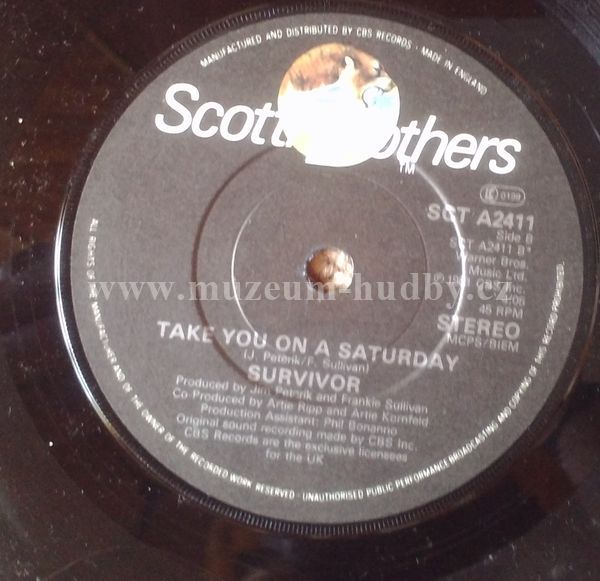 MANUFACTURED AND DISTRIBUTED BY CBS RECORDS · MADE IN ENGLAND
Scotti Brothers
TM
SCT A2411
Side B
SCT A2411 B*
Warner Bros.
Music Ltd.
℗ 1981 Inc.
4:05
45 RPM
STEREO
MCPS/BIEM
www.muzeum-hudby.cz
TAKE YOU ON A SATURDAY
(J. Peterik/F. Sullivan)
SURVIVOR
Produced by Jim Peterik and Frankie Sullivan
Co-Produced by Artie Ripp and Artie Kornfeld
Production Assistant: Phil Bonanno
Original sound recording made by CBS Inc.
CBS Records are the exclusive licensees
for the UK
ALL RIGHTS OF THE MANUFACTURER AND OF THE OWNER OF THE RECORDED WORK RESERVED - UNAUTHORISED PUBLIC PERFORMANCE BROADCASTING AND COPYING OF THIS RECORD PROHIBITED.